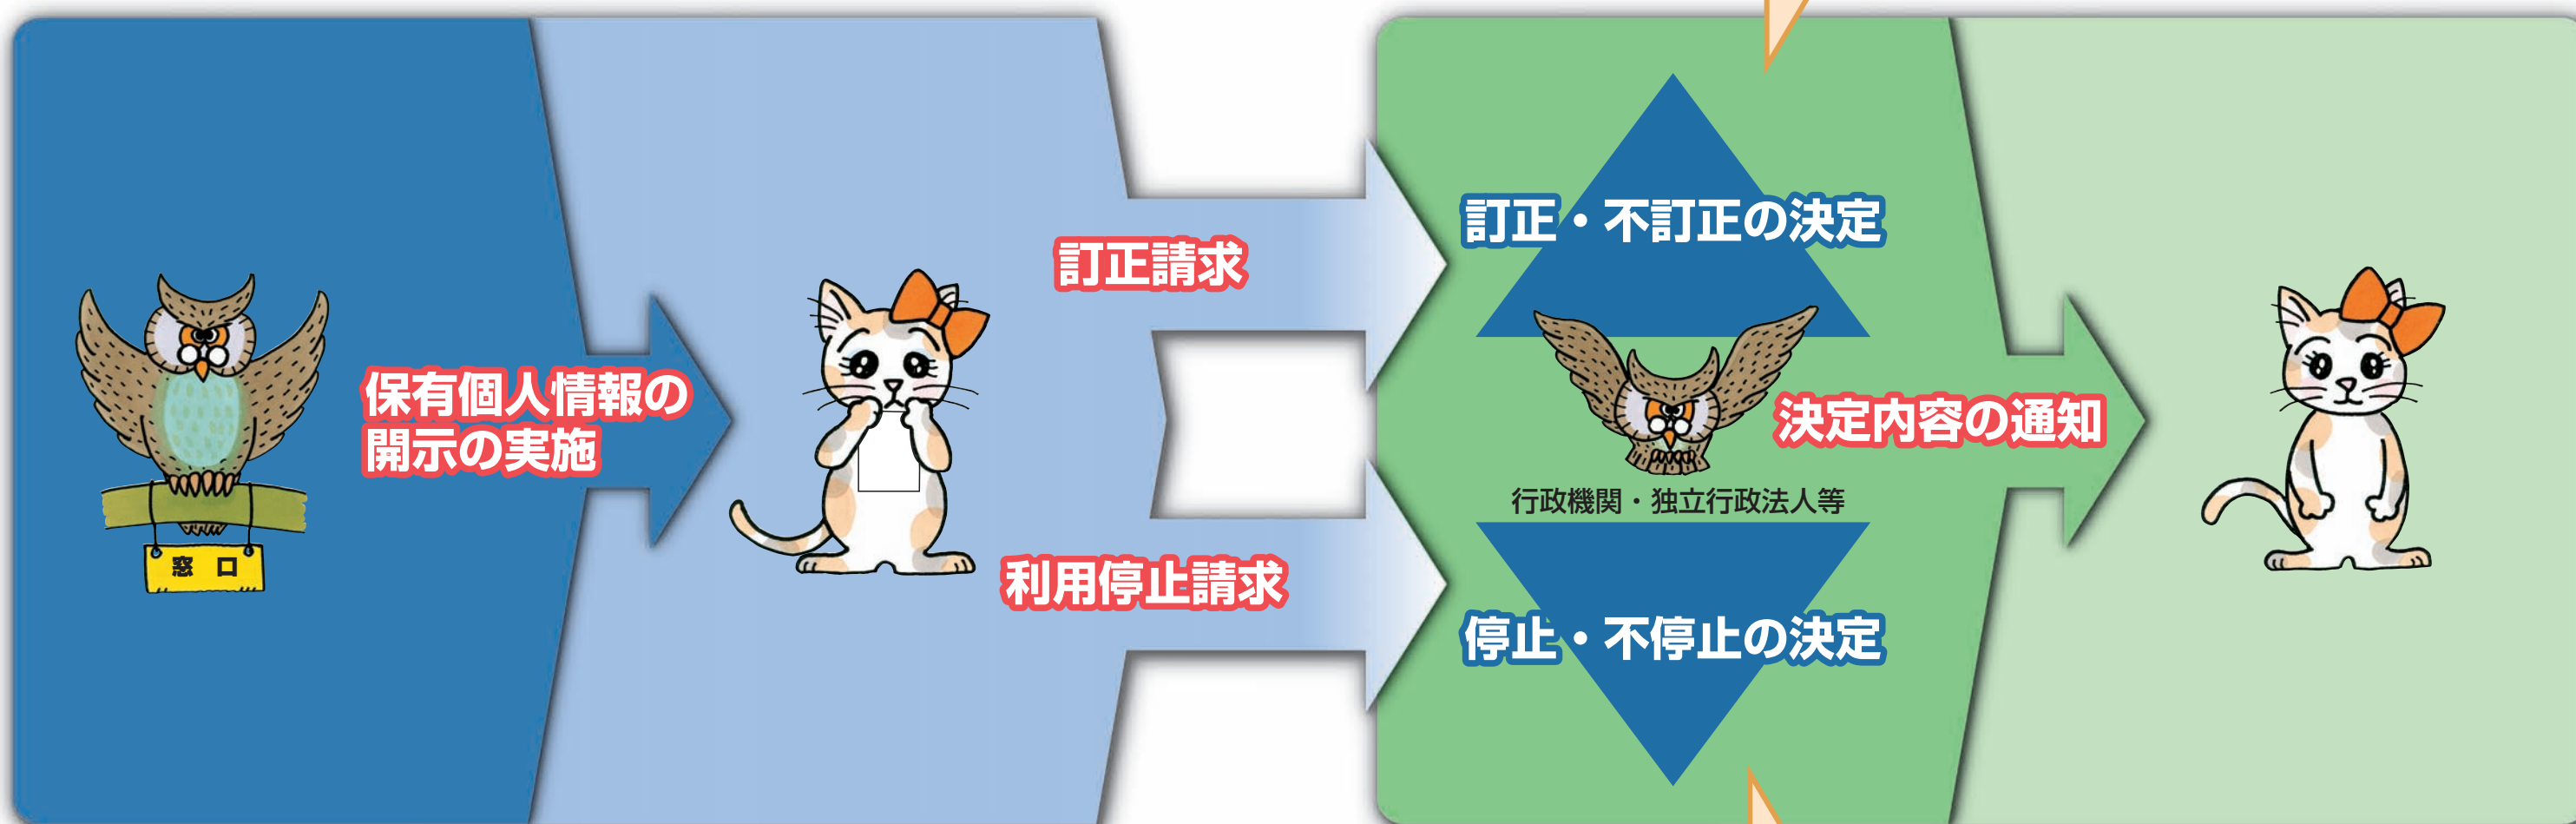 窓口
保有個人情報の
開示の実施
訂正請求
利用停止請求
訂正・不訂正の決定
行政機関・独立行政法人等
停止・不停止の決定
決定内容の通知